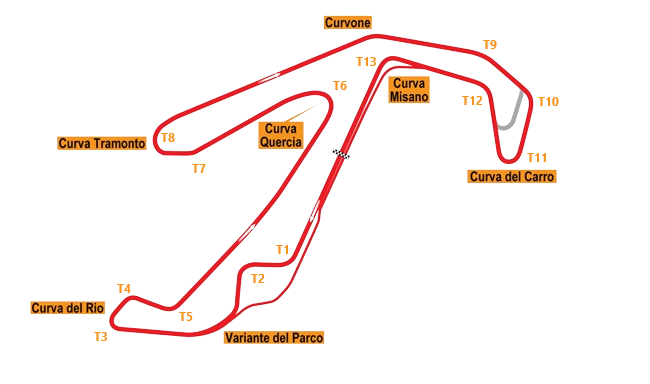 Curvone
T9
T13
T6
Curva
Misano
T12
T10
Curva
Quercia
T8
Curva Tramonto
T7
T11
Curva del Carro
T1
T2
T4
Curva del Rio
T5
T3
Variante del Parco